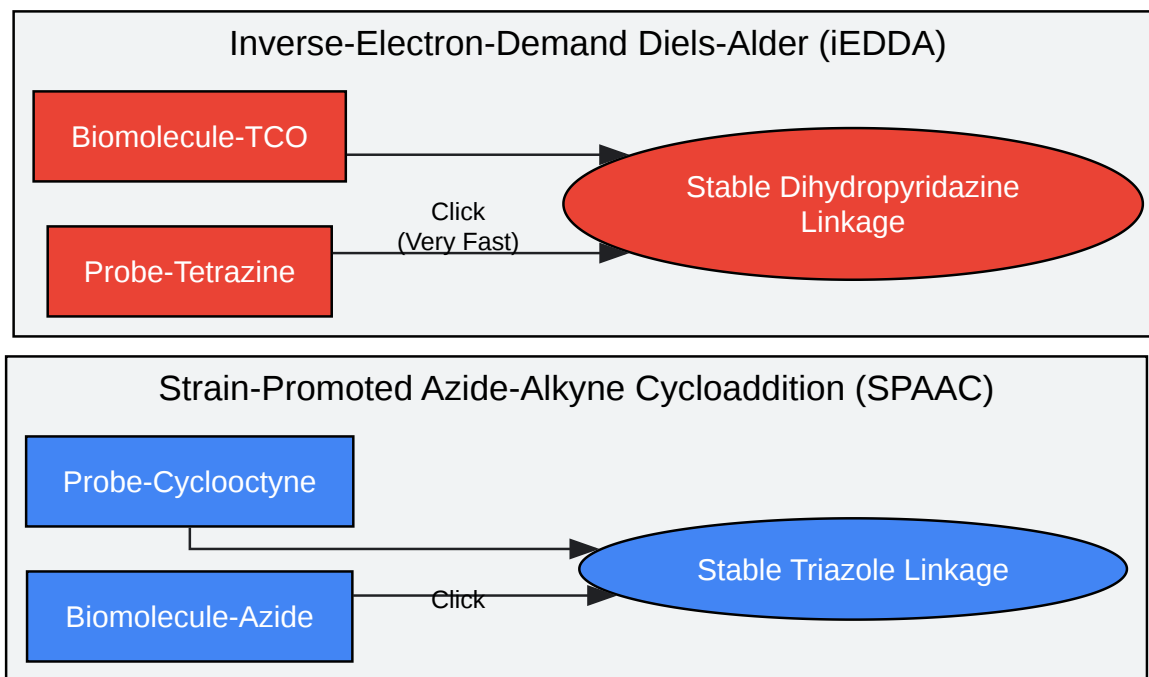 Inverse-Electron-Demand Diels-Alder (iEDDA)
Biomolecule-TCO
Probe-Tetrazine
Click
(Very Fast)
Stable Dihydropyridazine
Linkage
Strain-Promoted Azide-Alkyne Cycloaddition (SPAAC)
Probe-Cyclooctyne
Biomolecule-Azide
Click
Stable Triazole Linkage